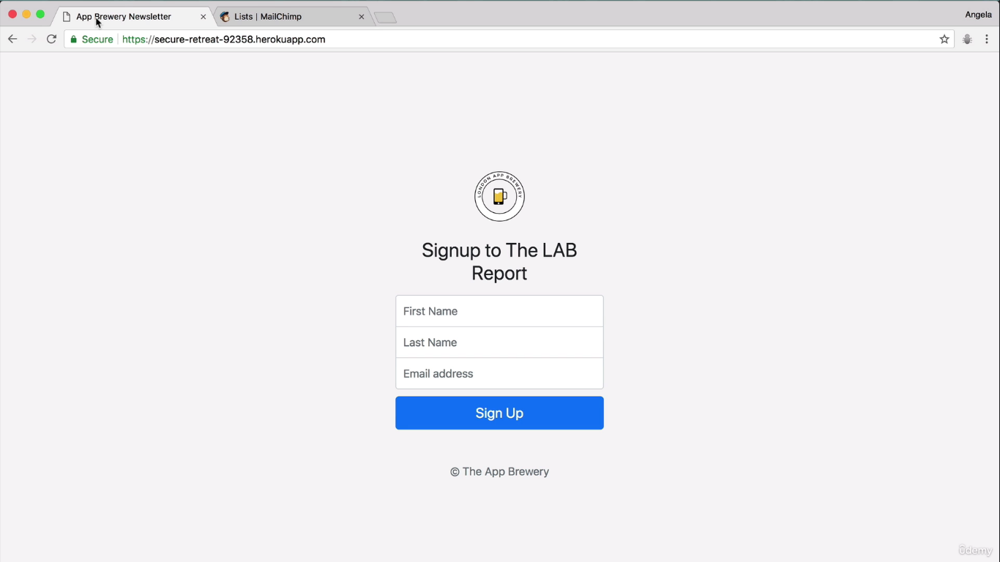 App Brewery Newsletter
Lists | MailChimp
Angela
Secure
https://secure-retreat-92358.herokuapp.com
LONDON APP BREWERY
Signup to The LAB
Report
First Name
Last Name
Email address
Sign Up
© The App Brewery
ûdemy